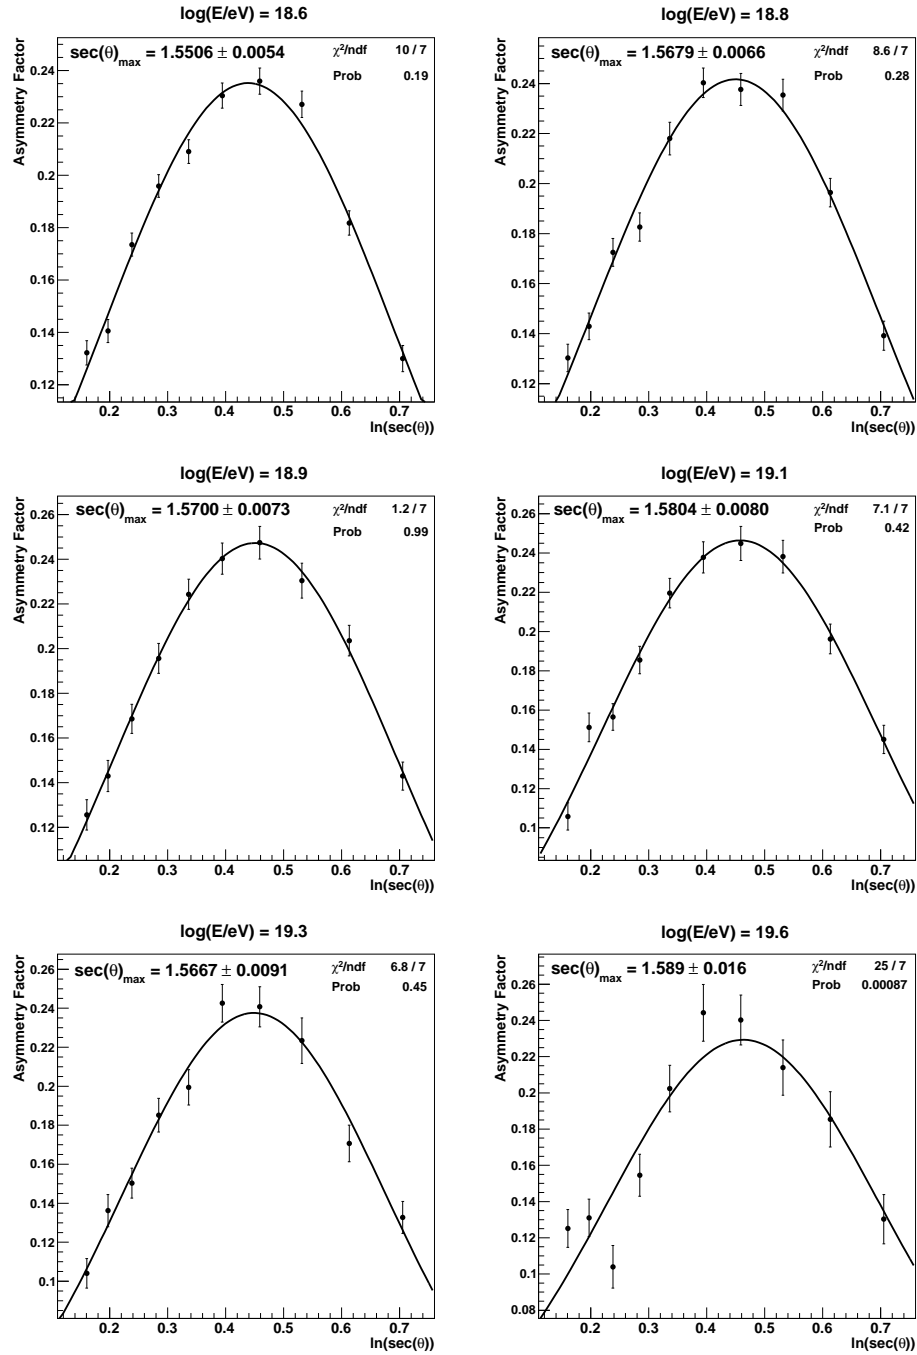 log(E/eV) = 18.6
sec(θ)max = 1.5506 ± 0.0054
χ²/ndf 10 / 7
Prob 0.19
Asymmetry Factor
0.24
0.22
0.2
0.18
0.16
0.14
0.12
0.2 0.3 0.4 0.5 0.6 0.7
ln(sec(θ))
log(E/eV) = 18.8
sec(θ)max = 1.5679 ± 0.0066
χ²/ndf 8.6 / 7
Prob 0.28
Asymmetry Factor
0.24
0.22
0.2
0.18
0.16
0.14
0.12
0.2 0.3 0.4 0.5 0.6 0.7
ln(sec(θ))
log(E/eV) = 18.9
sec(θ)max = 1.5700 ± 0.0073
χ²/ndf 1.2 / 7
Prob 0.99
Asymmetry Factor
0.26
0.24
0.22
0.2
0.18
0.16
0.14
0.12
0.2 0.3 0.4 0.5 0.6 0.7
ln(sec(θ))
log(E/eV) = 19.1
sec(θ)max = 1.5804 ± 0.0080
χ²/ndf 7.1 / 7
Prob 0.42
Asymmetry Factor
0.26
0.24
0.22
0.2
0.18
0.16
0.14
0.12
0.1
0.2 0.3 0.4 0.5 0.6 0.7
ln(sec(θ))
log(E/eV) = 19.3
sec(θ)max = 1.5667 ± 0.0091
χ²/ndf 6.8 / 7
Prob 0.45
Asymmetry Factor
0.26
0.24
0.22
0.2
0.18
0.16
0.14
0.12
0.1
0.2 0.3 0.4 0.5 0.6 0.7
ln(sec(θ))
log(E/eV) = 19.6
sec(θ)max = 1.589 ± 0.016
χ²/ndf 25 / 7
Prob 0.00087
Asymmetry Factor
0.26
0.24
0.22
0.2
0.18
0.16
0.14
0.12
0.1
0.08
0.2 0.3 0.4 0.5 0.6 0.7
ln(sec(θ))